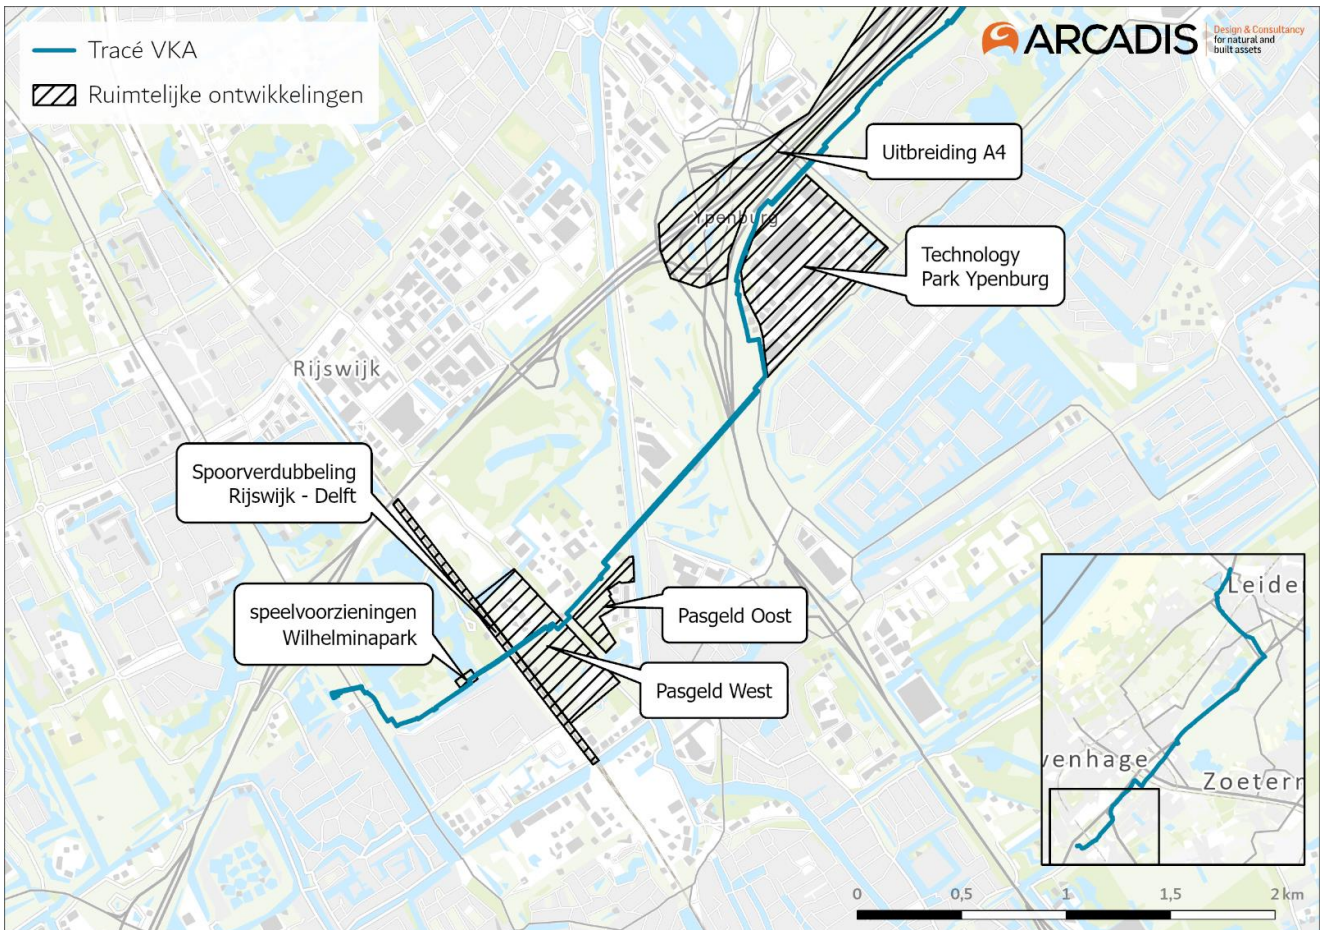 Tracé VKA
Ruimtelijke ontwikkelingen
ARCADIS
Design & Consultancy
for natural and
built assets
Uitbreiding A4
Ypenburg
Technology
Park Ypenburg
Rijswijk
Spoorverdubbeling
Rijswijk - Delft
speelvoorzieningen
Wilhelminapark
Pasgeld Oost
Pasgeld West
Leider
venhage
Zoeterm
0 0,5 1 1,5 2 km